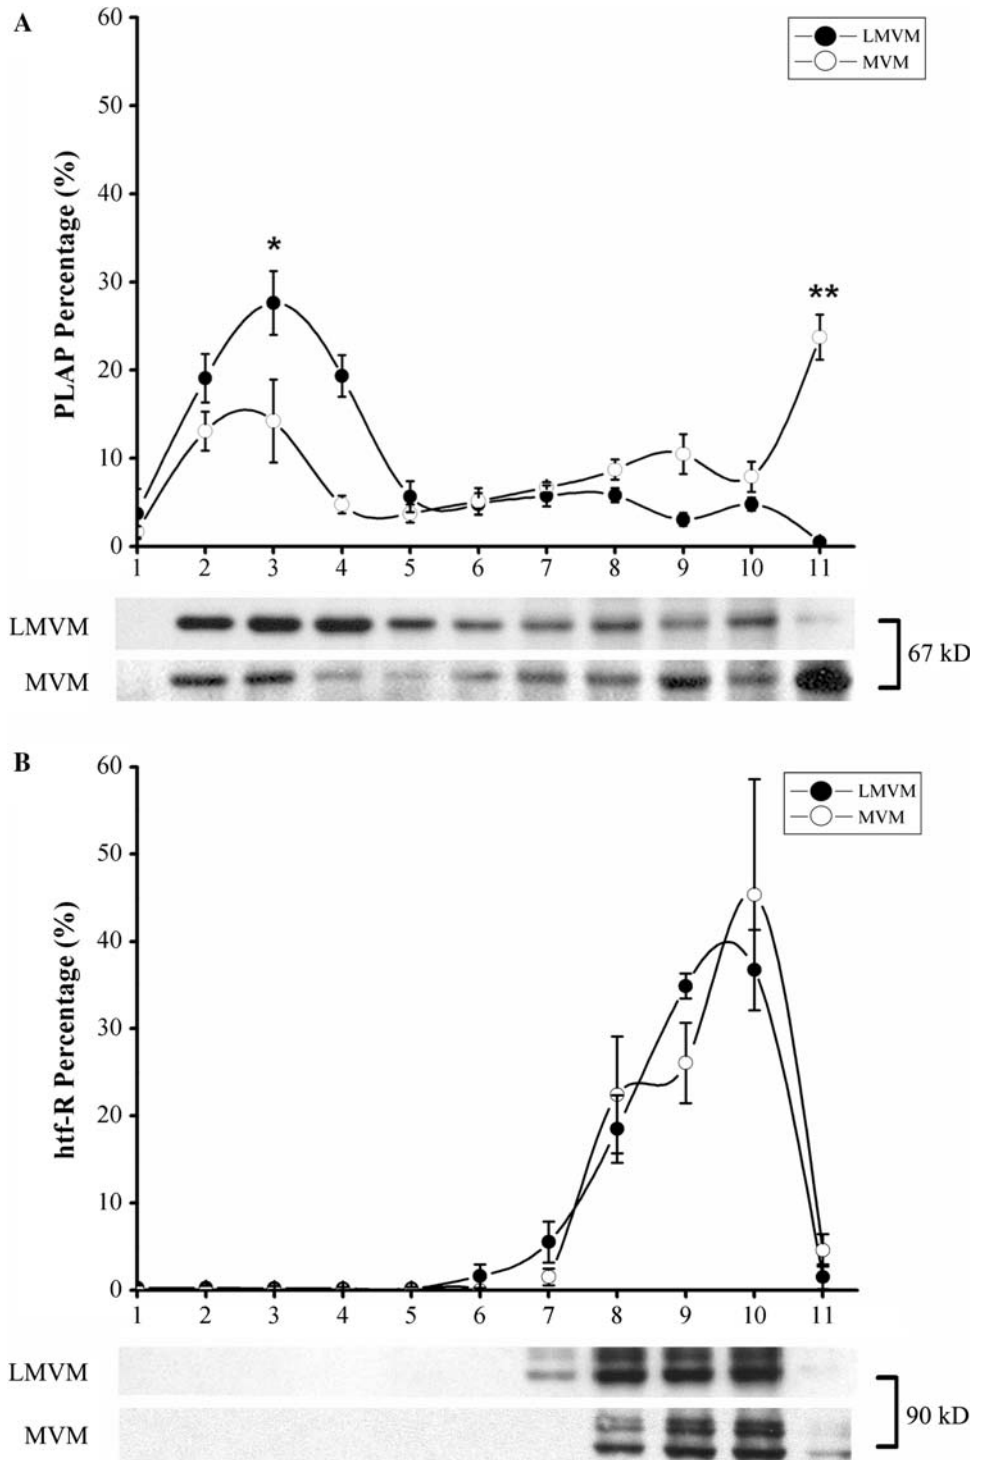 A
60
50
40
30
20
10
0
PLAP Percentage (%)
LMVM
MVM
*
**
1 2 3 4 5 6 7 8 9 10 11
LMVM
MVM
67 kD
B
60
50
40
30
20
10
0
htf-R Percentage (%)
LMVM
MVM
1 2 3 4 5 6 7 8 9 10 11
LMVM
MVM
90 kD